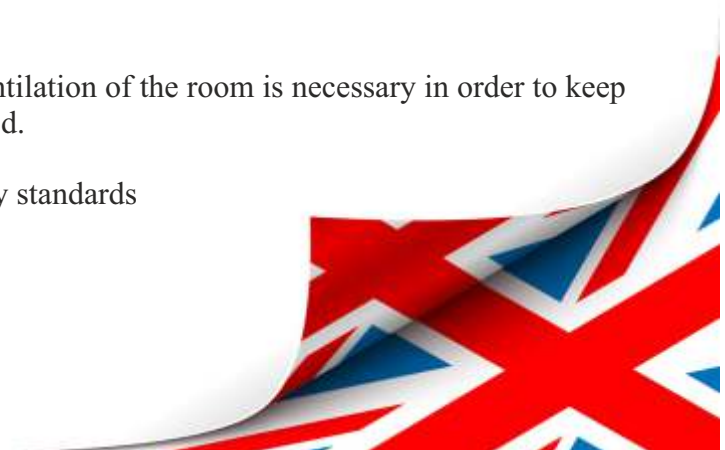 ntilation of the room is necessary in order to keep
d.
y standards